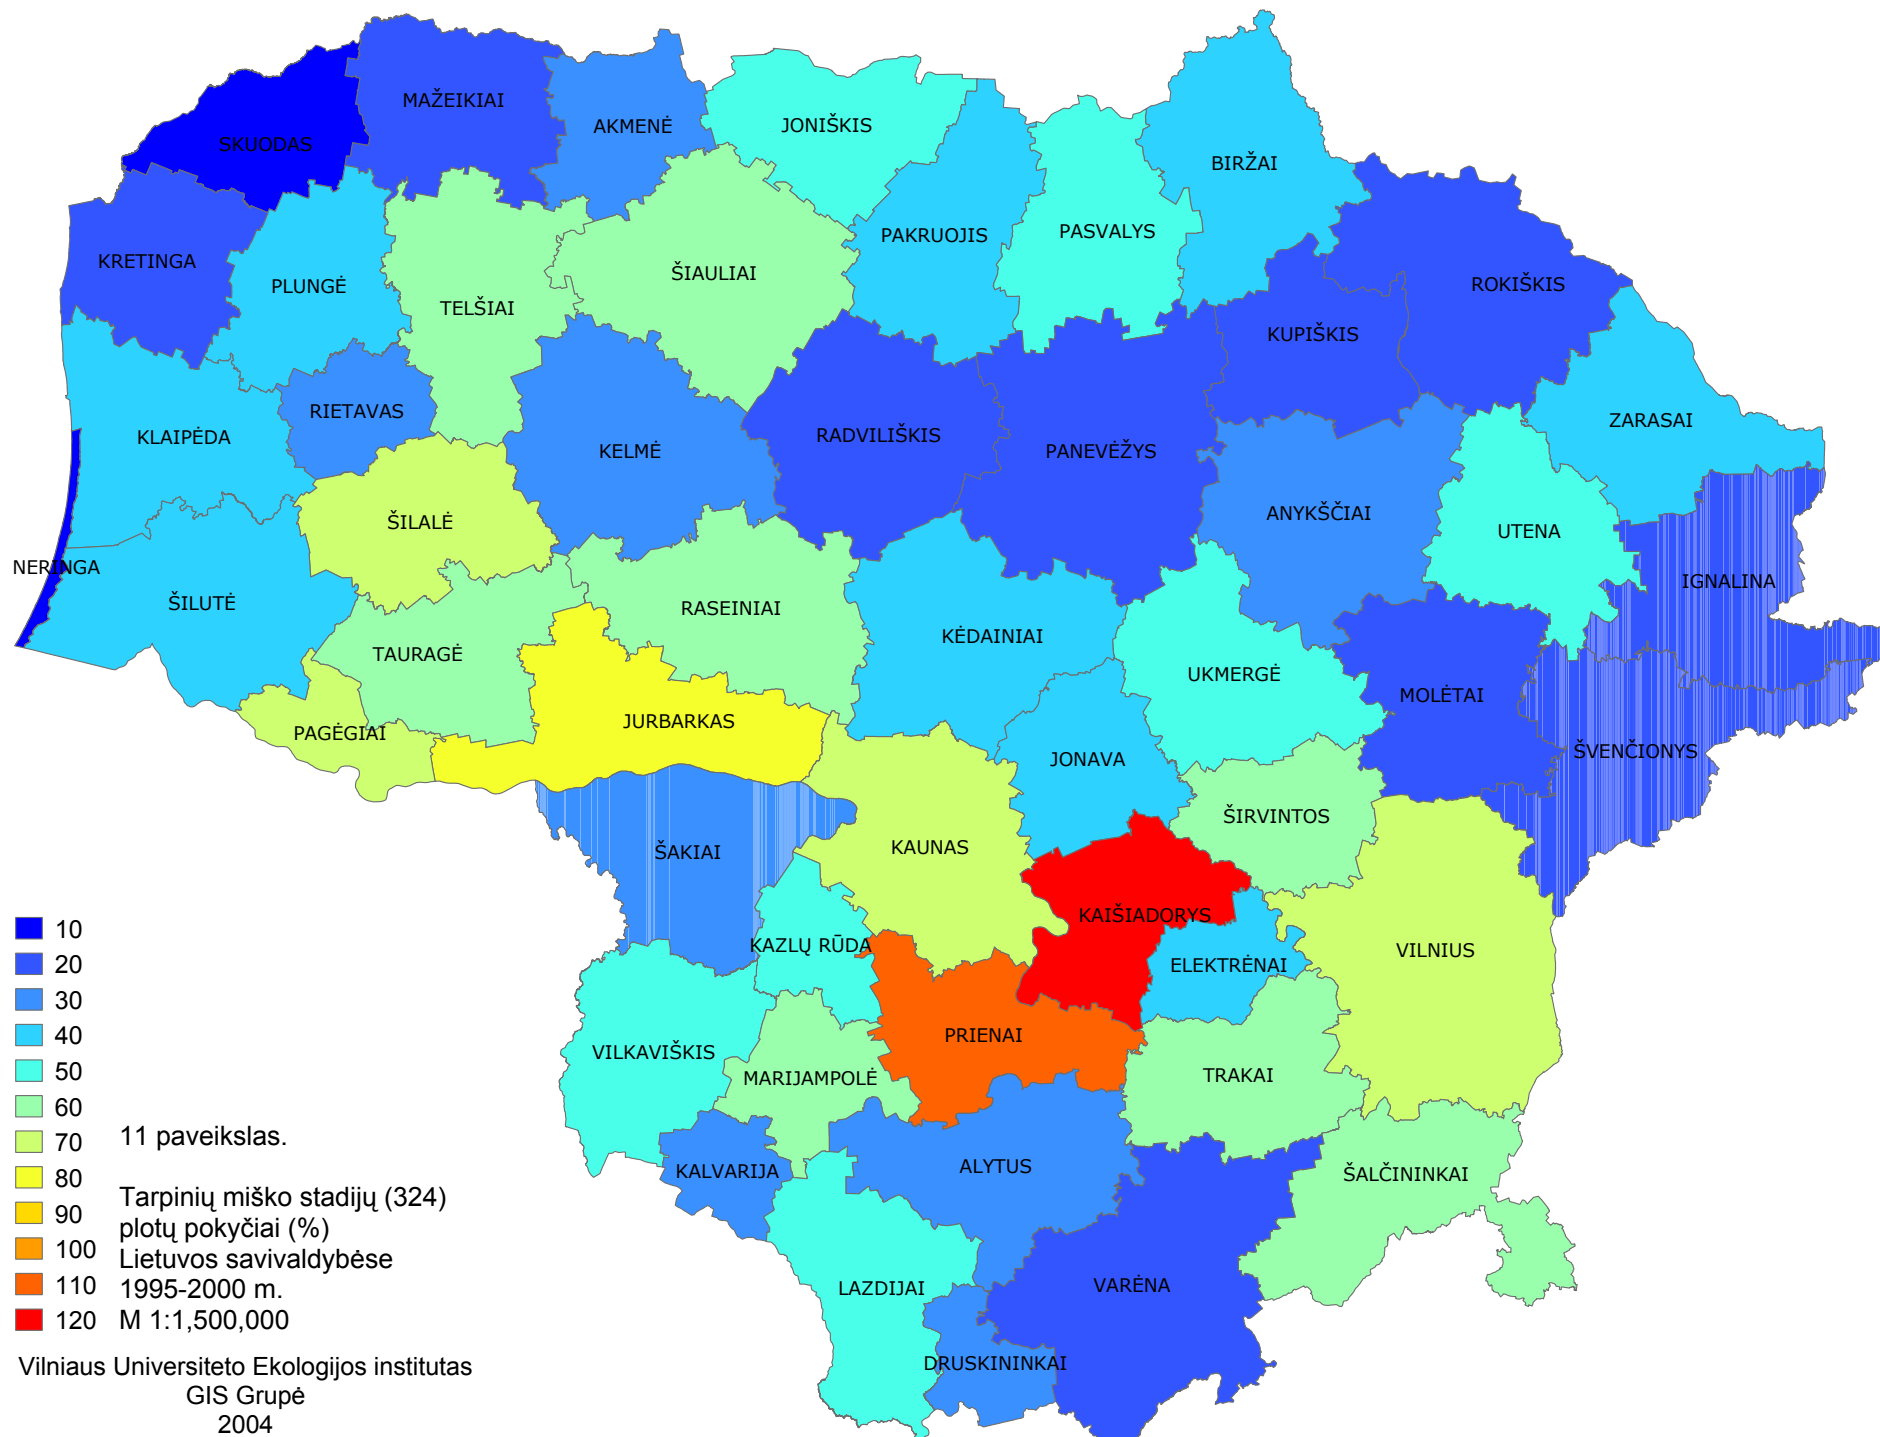 MAŽEIKIAI
AKMENĖ
JONIŠKIS
SKUODAS
BIRŽAI
KRETINGA
PLUNGĖ
TELŠIAI
ŠIAULIAI
PAKRUOJIS
PASVALYS
ROKIŠKIS
KUPIŠKIS
KLAIPĖDA
RIETAVAS
KELMĖ
RADVILIŠKIS
PANEVĖŽYS
ZARASAI
ŠILALĖ
ANYKŠČIAI
UTENA
NERINGA
ŠILUTĖ
RASEINIAI
IGNALINA
TAURAGĖ
KĖDAINIAI
UKMERGĖ
MOLĖTAI
PAGĖGIAI
JURBARKAS
JONAVA
ŠVENČIONYS
ŠAKIAI
KAUNAS
ŠIRVINTOS
KAIŠIADORYS
KAZLŲ RŪDA
ELEKTRĖNAI
VILNIUS
VILKAVIŠKIS
MARIJAMPOLĖ
PRIENAI
TRAKAI
KALVARIJA
ALYTUS
ŠALČININKAI
LAZDIJAI
VARĖNA
DRUSKININKAI
10
20
30
40
50
60
70
80
90
100
110
120
11 paveikslas.
Tarpinių miško stadijų (324)
plotų pokyčiai (%)
Lietuvos savivaldybėse
1995-2000 m.
M 1:1,500,000
Vilniaus Universiteto Ekologijos institutas
GIS Grupė
2004